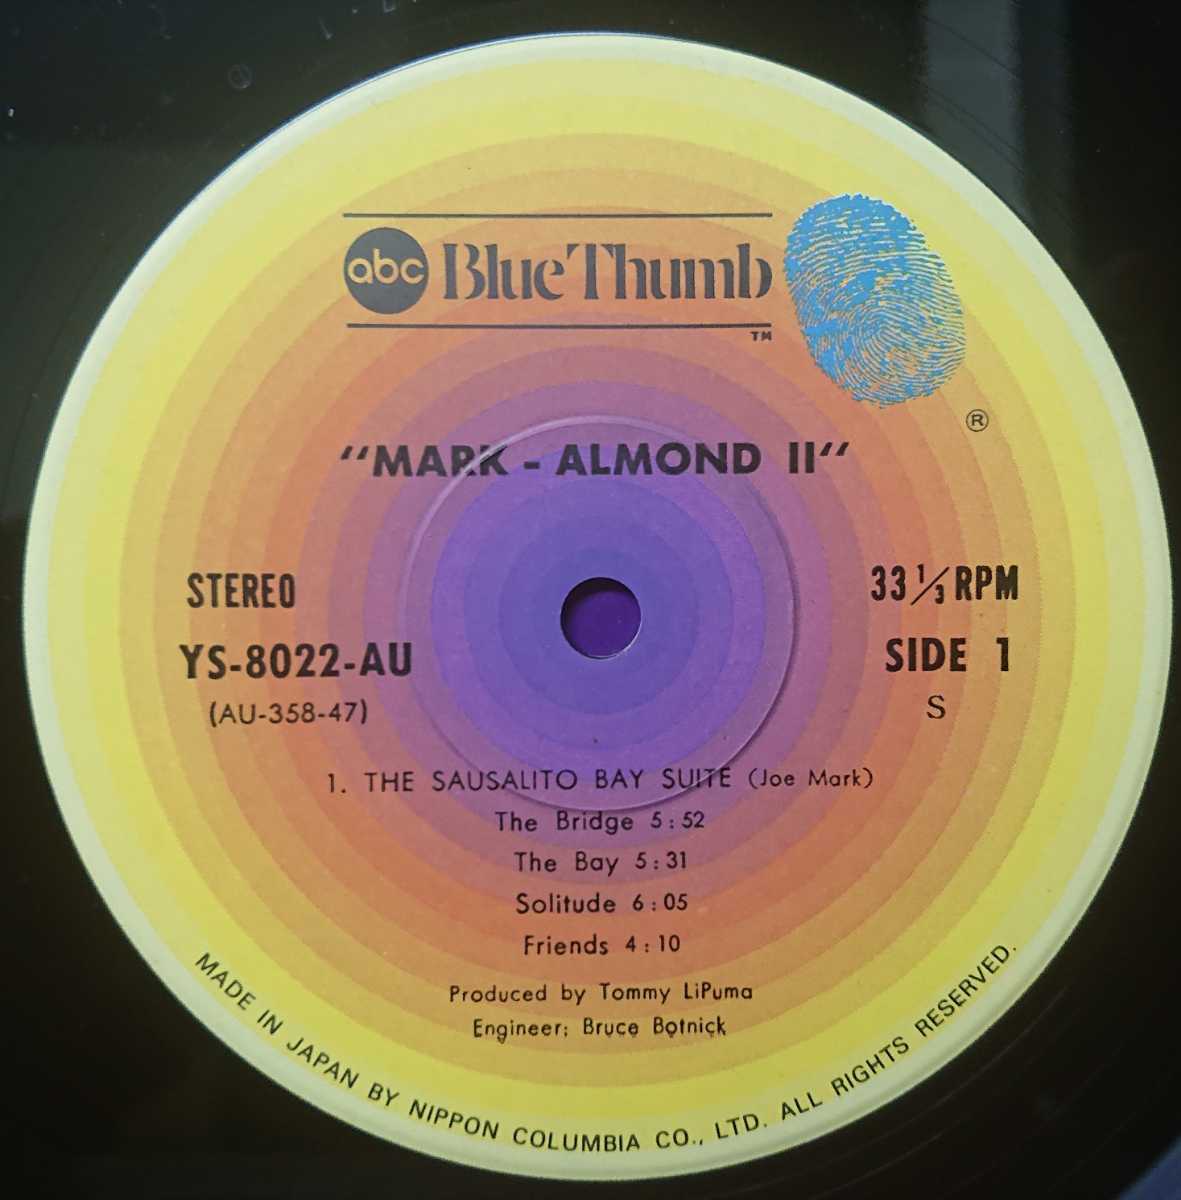 abc Blue Thumb
TM
®
"MARK - ALMOND II"
STEREO
33 1/3 RPM
YS-8022-AU
SIDE 1
(AU-358-47)
S
1. THE SAUSALITO BAY SUITE (Joe Mark)
The Bridge 5:52
The Bay 5:31
Solitude 6:05
Friends 4:10
Produced by Tommy LiPuma
Engineer; Bruce Botnick
MADE IN JAPAN BY NIPPON COLUMBIA CO., LTD. ALL RIGHTS RESERVED.